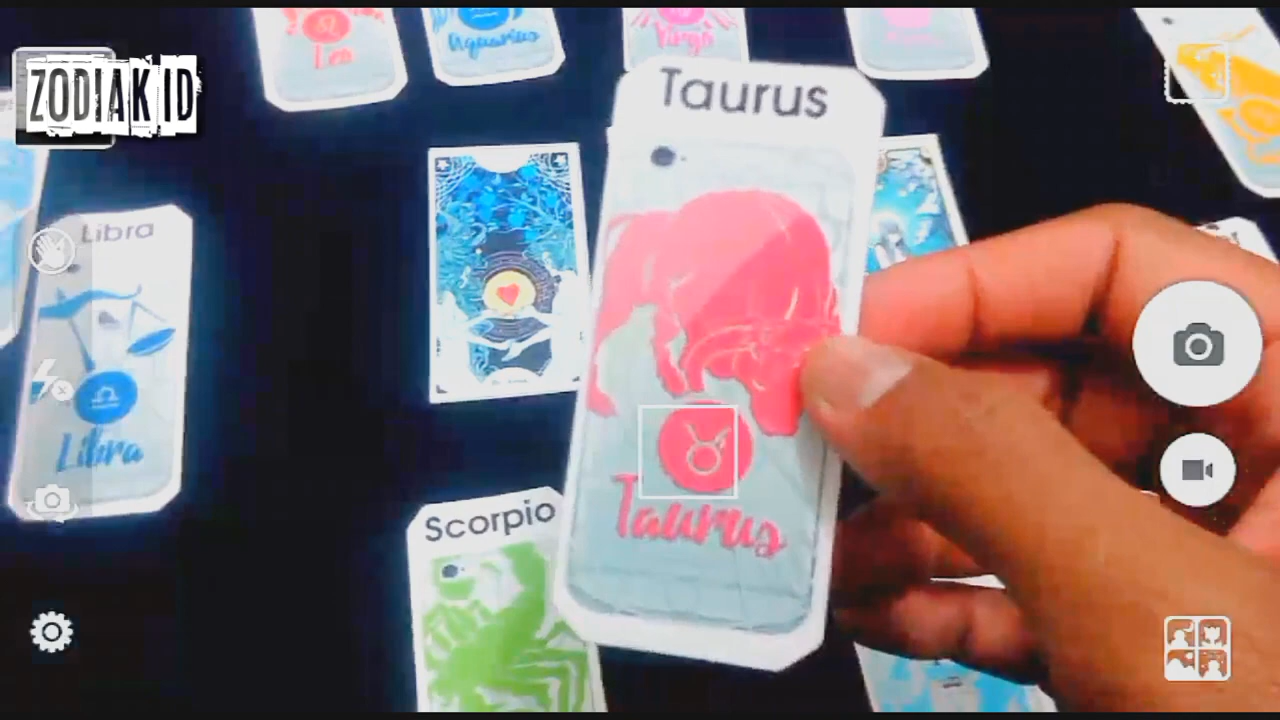 Leo
Aquarius
Virgo
ZODIAK ID
Taurus
Libra
Libra
Scorpio
Taurus